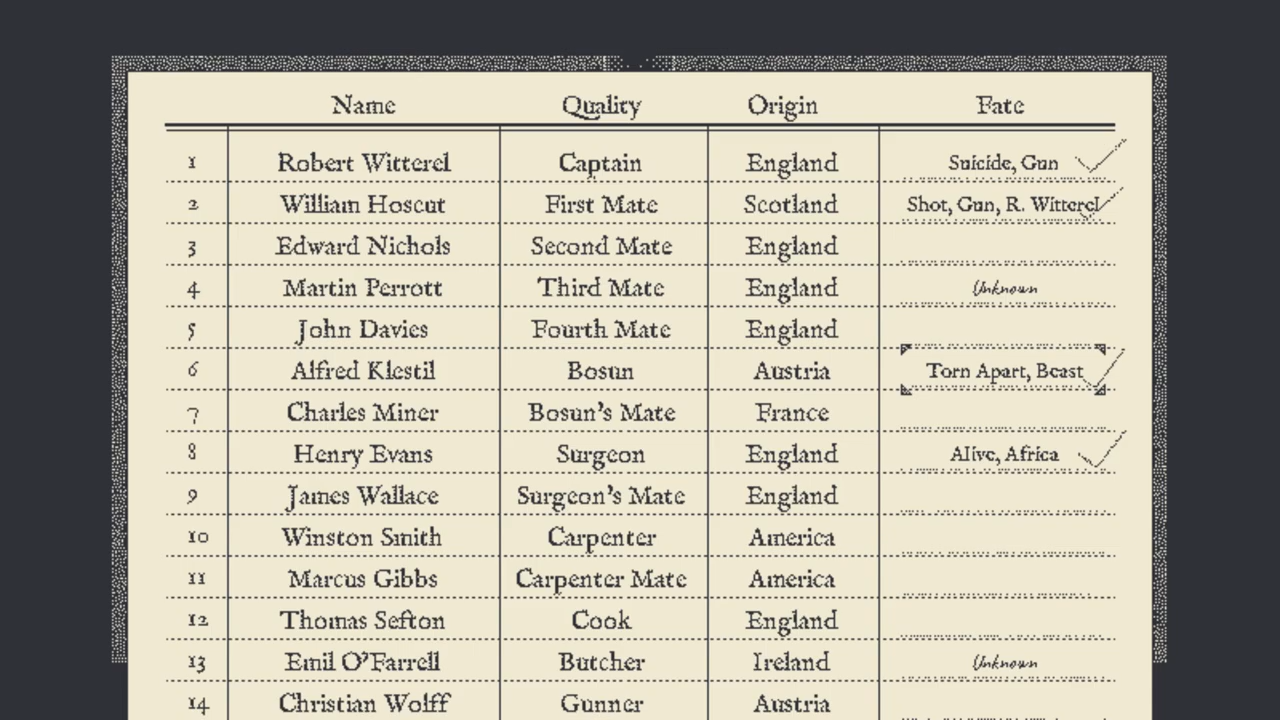 Name Quality Origin Fate
1 Robert Witterel Captain England Suicide, Gun
2 William Hoscut First Mate Scotland Shot, Gun, R. Witterel
3 Edward Nichols Second Mate England
4 Martin Perrott Third Mate England Unknown
5 John Davies Fourth Mate England
6 Alfred Klestil Bosun Austria Torn Apart, Beast
7 Charles Miner Bosun's Mate France
8 Henry Evans Surgeon England Alive, Africa
9 James Wallace Surgeon's Mate England
10 Winston Smith Carpenter America
11 Marcus Gibbs Carpenter Mate America
12 Thomas Sefton Cook England
13 Emil O'Farrell Butcher Ireland Unknown
14 Christian Wolff Gunner Austria